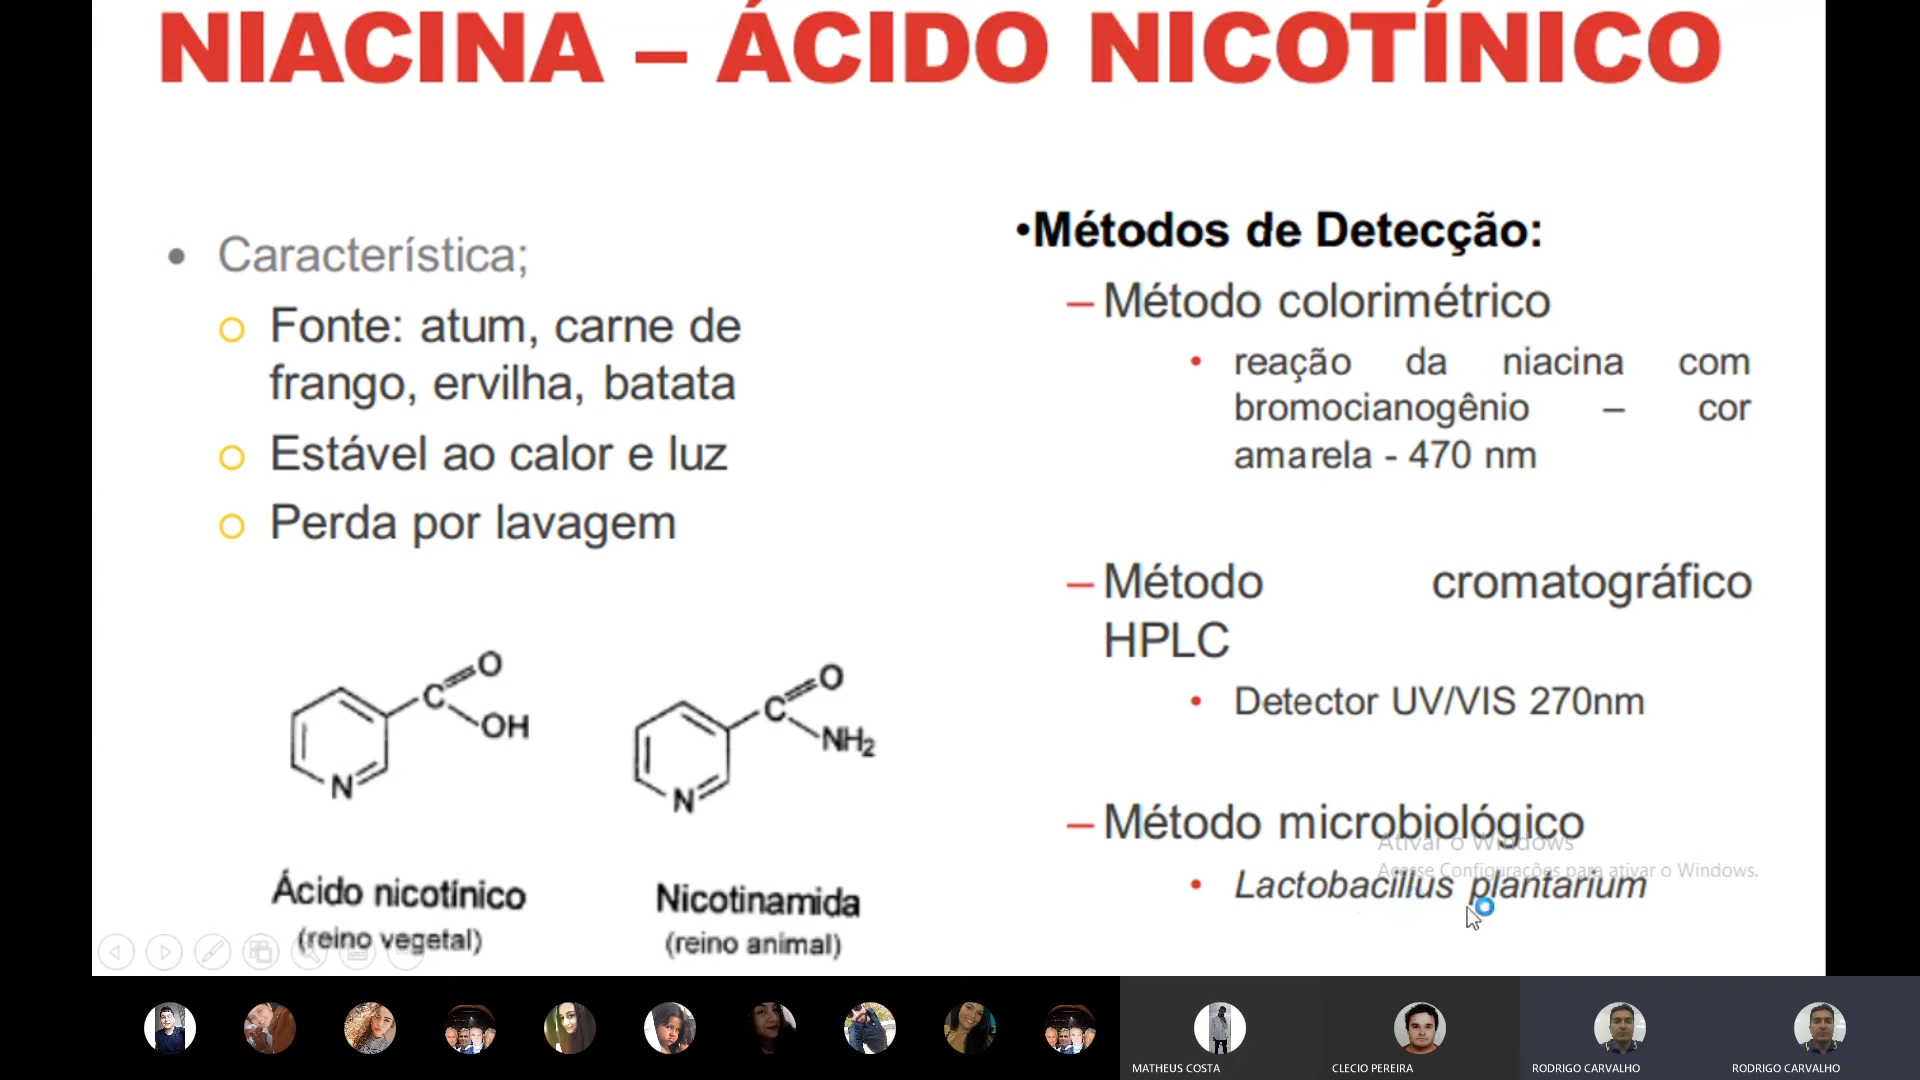 NIACINA – ÁCIDO NICOTÍNICO
• Característica;
Fonte: atum, carne de
frango, ervilha, batata
Estável ao calor e luz
Perda por lavagem
O
C
OH
N
Ácido nicotínico
(reino vegetal)
O
C
NH2
N
Nicotinamida
(reino animal)
•Métodos de Detecção:
– Método colorimétrico
• reação da niacina com
bromocianogênio – cor
amarela - 470 nm
– Método cromatográfico
HPLC
• Detector UV/VIS 270nm
– Método microbiológico
• Lactobacillus plantarium
Ativar o Windows
Acesse Configurações para ativar o Windows.
MATHEUS COSTA
CLECIO PEREIRA
RODRIGO CARVALHO
RODRIGO CARVALHO